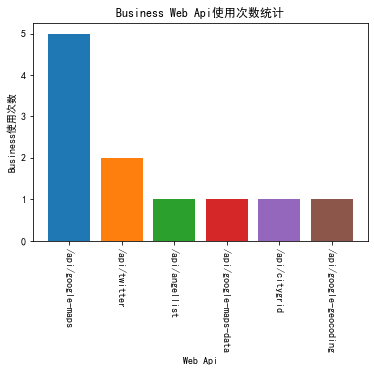 Business Web Api使用次数统计
Business使用次数
5
4
3
2
1
0
/api/google-maps
/api/twitter
/api/angellist
/api/google-maps-data
/api/citygrid
/api/google-geocoding
Web Api